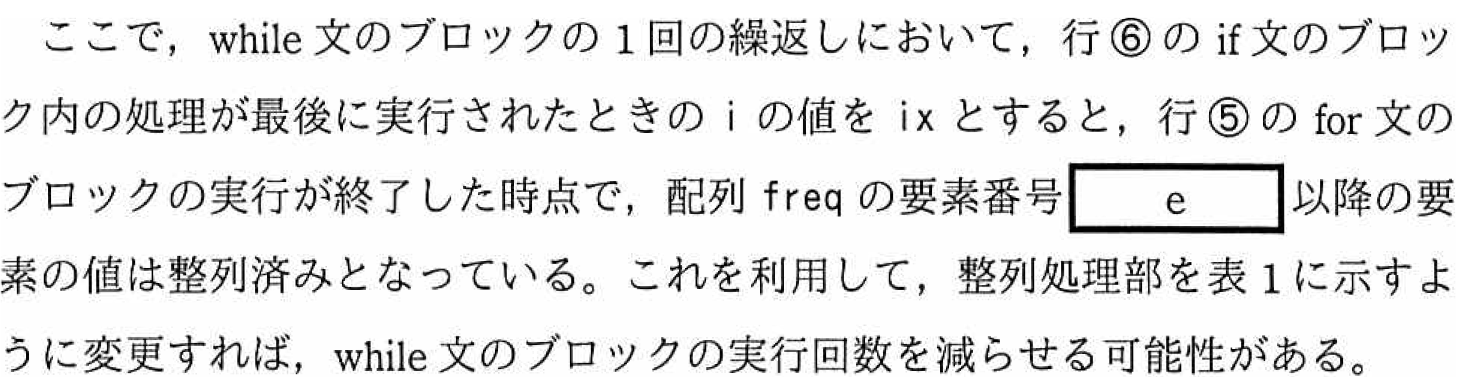 ここで，while 文のブロックの 1 回の繰返しにおいて，行 ⑥ の if 文のブロッ
ク内の処理が最後に実行されたときの i の値を ix とすると，行 ⑤ の for 文の
ブロックの実行が終了した時点で，配列 freq の要素番号 e 以降の要
素の値は整列済みとなっている。これを利用して，整列処理部を表 1 に示すよ
うに変更すれば，while 文のブロックの実行回数を減らせる可能性がある。